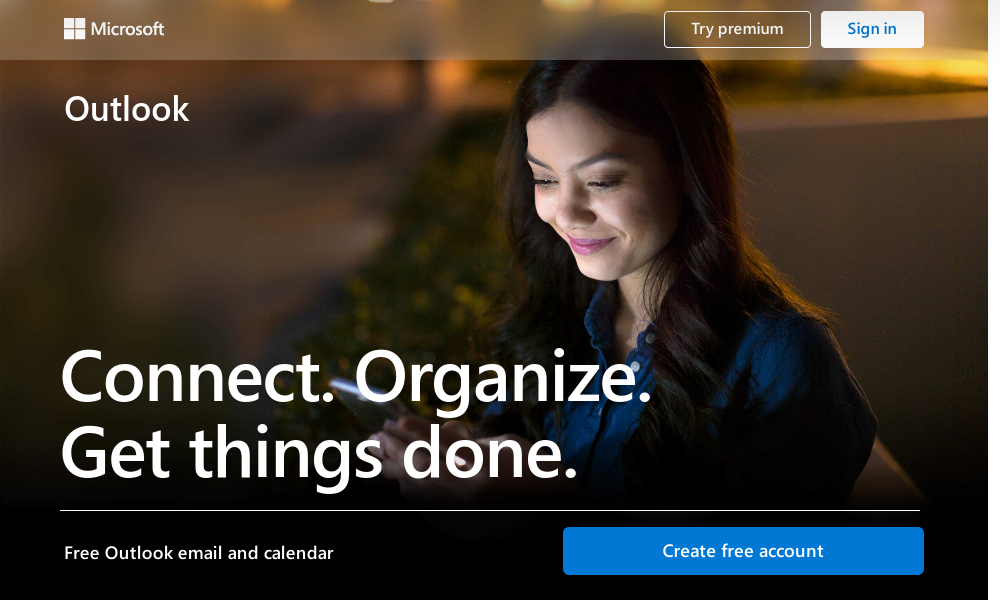 Microsoft
Try premium
Sign in
Outlook
Connect. Organize.
Get things done.
Free Outlook email and calendar
Create free account